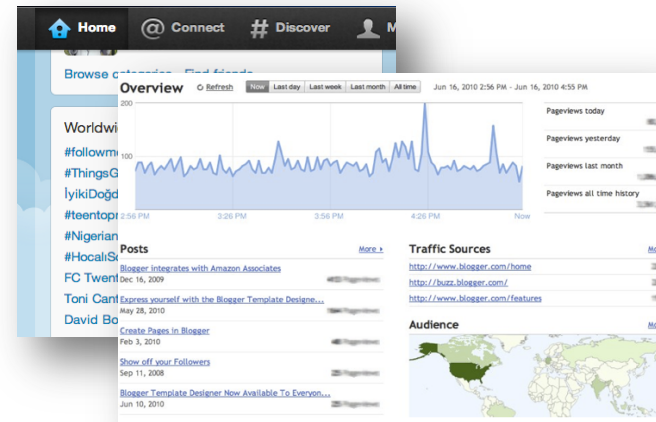 Home @ Connect # Discover
Browse categories Find friends
Worldwi
#followm
#ThingsG
İyikiDoğd
#teentopr
#Nigerian
#HocalıSo
FC Twent
Toni Cant
David Bo
Overview Refresh Now Last day Last week Last month All time Jun 16, 2010 2:56 PM - Jun 16, 2010 4:55 PM
200
100
2:56 PM 3:26 PM 3:56 PM 4:26 PM Now
Pageviews today
Pageviews yesterday
Pageviews last month
Pageviews all time history
Posts More
Blogger integrates with Amazon Associates
Dec 16, 2009
Express yourself with the Blogger Template Designe...
May 28, 2010
Create Pages in Blogger
Feb 3, 2010
Show off your Followers
Sep 11, 2008
Blogger Template Designer Now Available To Everyon...
Jun 10, 2010
Traffic Sources Mo
http://www.blogger.com/home
http://buzz.blogger.com/
http://www.blogger.com/features
Audience Mo